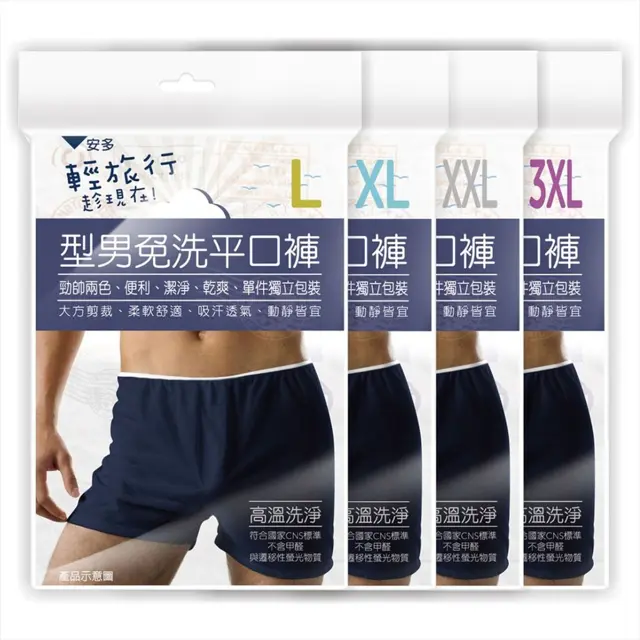 安多
輕旅行
趁現在!
L
XL
XXL
3XL
型男免洗平口褲
勁帥兩色、便利、潔淨、乾爽、單件獨立包裝
大方剪裁、柔軟舒適、吸汗透氣、動靜皆宜
高溫洗淨
符合國家CNS標準
不含甲醛
與遷移性螢光物質
產品示意圖
口褲
件獨立包裝
動靜皆宜
高溫洗淨
符合國家CNS標準
不含甲醛
與遷移性螢光物質
口褲
件獨立包裝
動靜皆宜
高溫洗淨
符合國家CNS標準
不含甲醛
與遷移性螢光物質
口褲
件獨立包裝
動靜皆宜
高溫洗淨
符合國家CNS標準
不含甲醛
與遷移性螢光物質